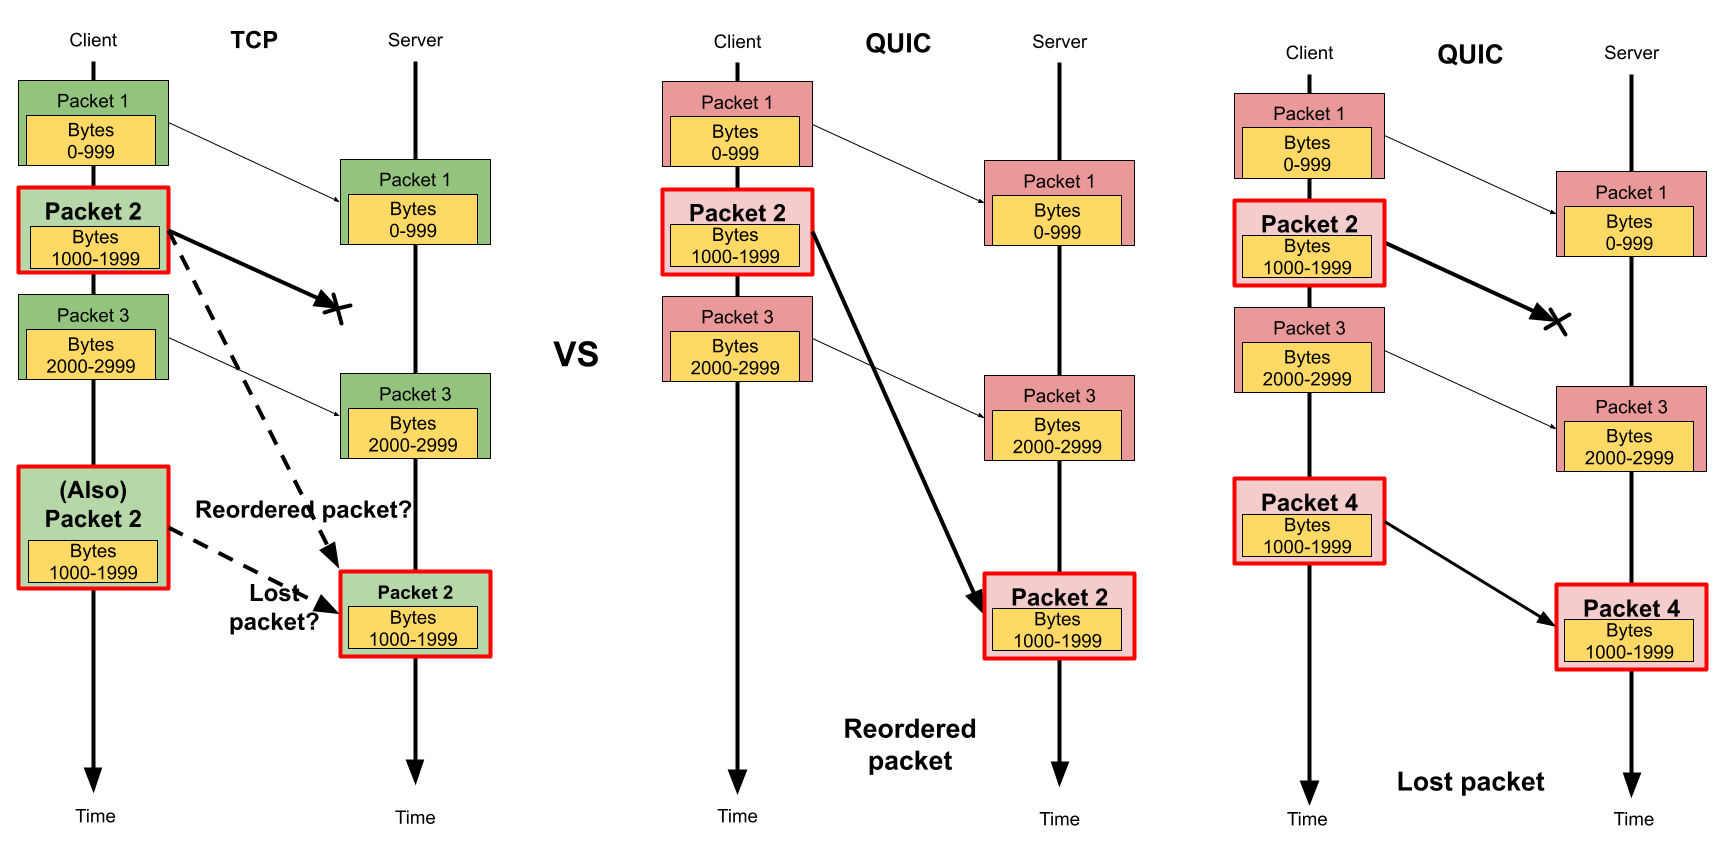 Client
TCP
Server
Packet 1
Bytes
0-999
Packet 1
Bytes
0-999
Packet 2
Bytes
1000-1999
Packet 3
Bytes
2000-2999
Packet 3
Bytes
2000-2999
(Also)
Packet 2
Bytes
1000-1999
Reordered packet?
Lost
packet?
Packet 2
Bytes
1000-1999
Time
Time
VS
Client
QUIC
Server
Packet 1
Bytes
0-999
Packet 1
Bytes
0-999
Packet 2
Bytes
1000-1999
Packet 3
Bytes
2000-2999
Packet 3
Bytes
2000-2999
Packet 2
Bytes
1000-1999
Reordered
packet
Time
Time
Client
QUIC
Server
Packet 1
Bytes
0-999
Packet 1
Bytes
0-999
Packet 2
Bytes
1000-1999
Packet 3
Bytes
2000-2999
Packet 3
Bytes
2000-2999
Packet 4
Bytes
1000-1999
Packet 4
Bytes
1000-1999
Lost packet
Time
Time